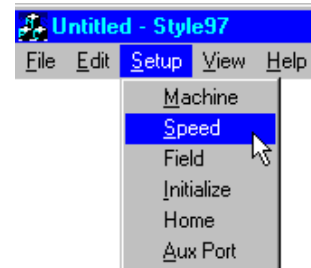 Untitled - Style97
File Edit Setup View Help
Machine
Speed
Field
Initialize
Home
Aux Port